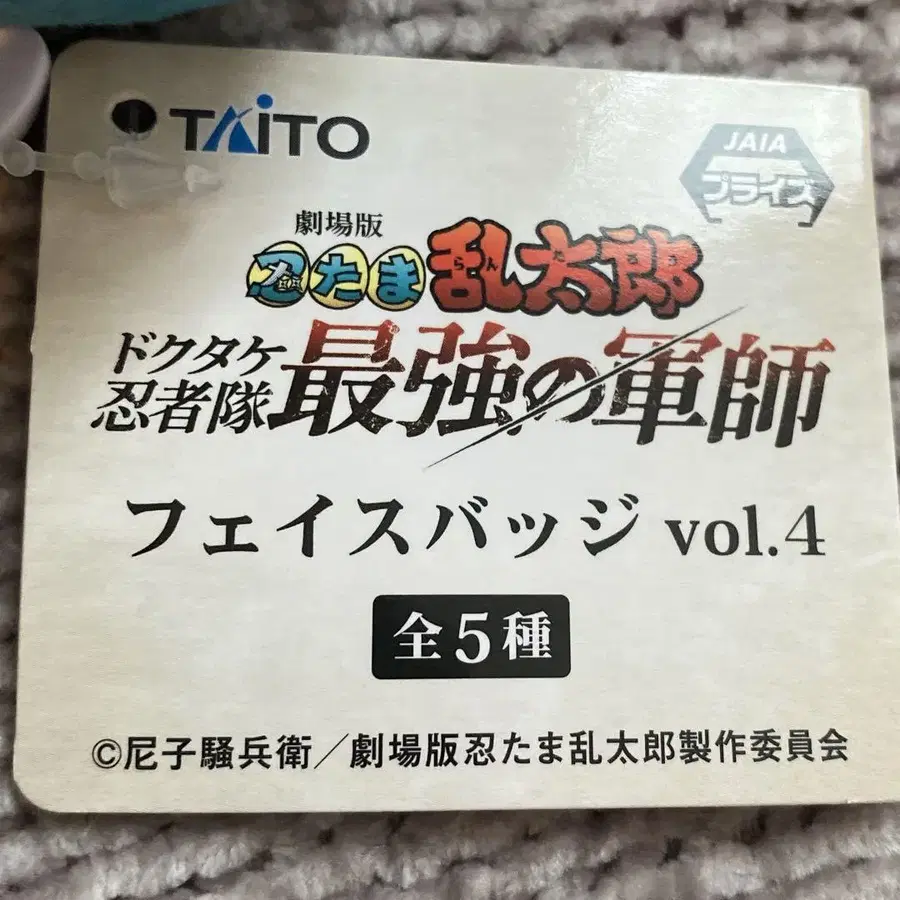 TAITO
JAIA
プライズ
劇場版
忍たま乱太郎
らんた
ドクタケ
忍者隊
最強の軍師
フェイスバッジ vol.4
全5種
©尼子騒兵衛／劇場版忍たま乱太郎製作委員会